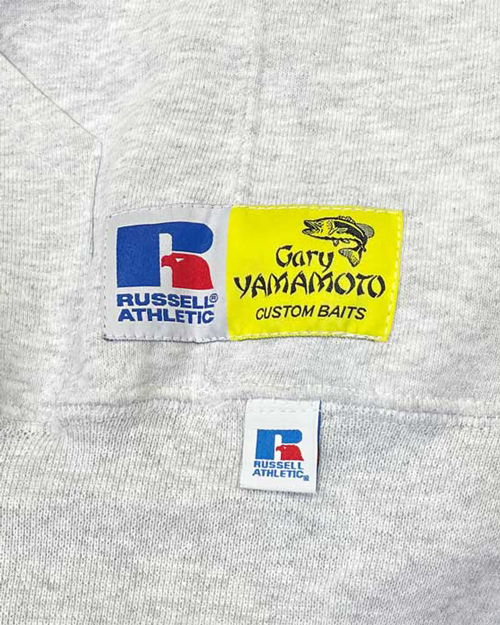 RUSSELL®
ATHLETIC
Gary
YAMAMOTO
CUSTOM BAITS
RUSSELL
ATHLETIC®